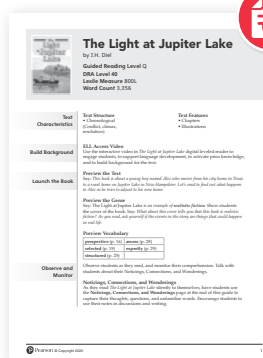 The Light at Jupiter Lake
by J.H. Diel
Guided Reading Level Q
DRA Level 40
Lexile Measure 800L
Word Count 3,356
Text
Characteristics
Text Structure
• Chronological
(Conflict, climax,
resolution)
Text Features
• Chapters
• Illustrations
Build Background
ELL Access Video
Use the interactive video in The Light at Jupiter Lake digital leveled reader to
engage students, to support language development, to activate prior knowledge,
and to build background for the text.
Launch the Book
Preview the Text
Say: This book is about a young boy named Alex who moves from his city home in Texas
to a rural home on Jupiter Lake in New Hampshire. Let's read to find out what happens
to Alex as he tries to adjust to his new home.
Preview the Genre
Say: The Light at Jupiter Lake is an example of realistic fiction. Show students
the cover of the book. Say: What about this cover tells you that this book is realistic
fiction? As you read, ask yourself if the events in the story are things that could happen
in real life.
Preview Vocabulary
perspective (p. 16)
access (p. 28)
selected (p. 19)
expertly (p. 29)
structured (p. 25)
Observe and
Monitor
Observe students as they read, and monitor their comprehension. Talk with
students about their Noticings, Connections, and Wonderings.
Noticings, Connections, and Wonderings
As they read The Light at Jupiter Lake silently to themselves, have students use
the Noticings, Connections, and Wonderings page at the end of this guide to
capture their thoughts, questions, and unfamiliar words. Encourage students to
use their notes in discussions and writing.
Pearson © Copyright 2020
1